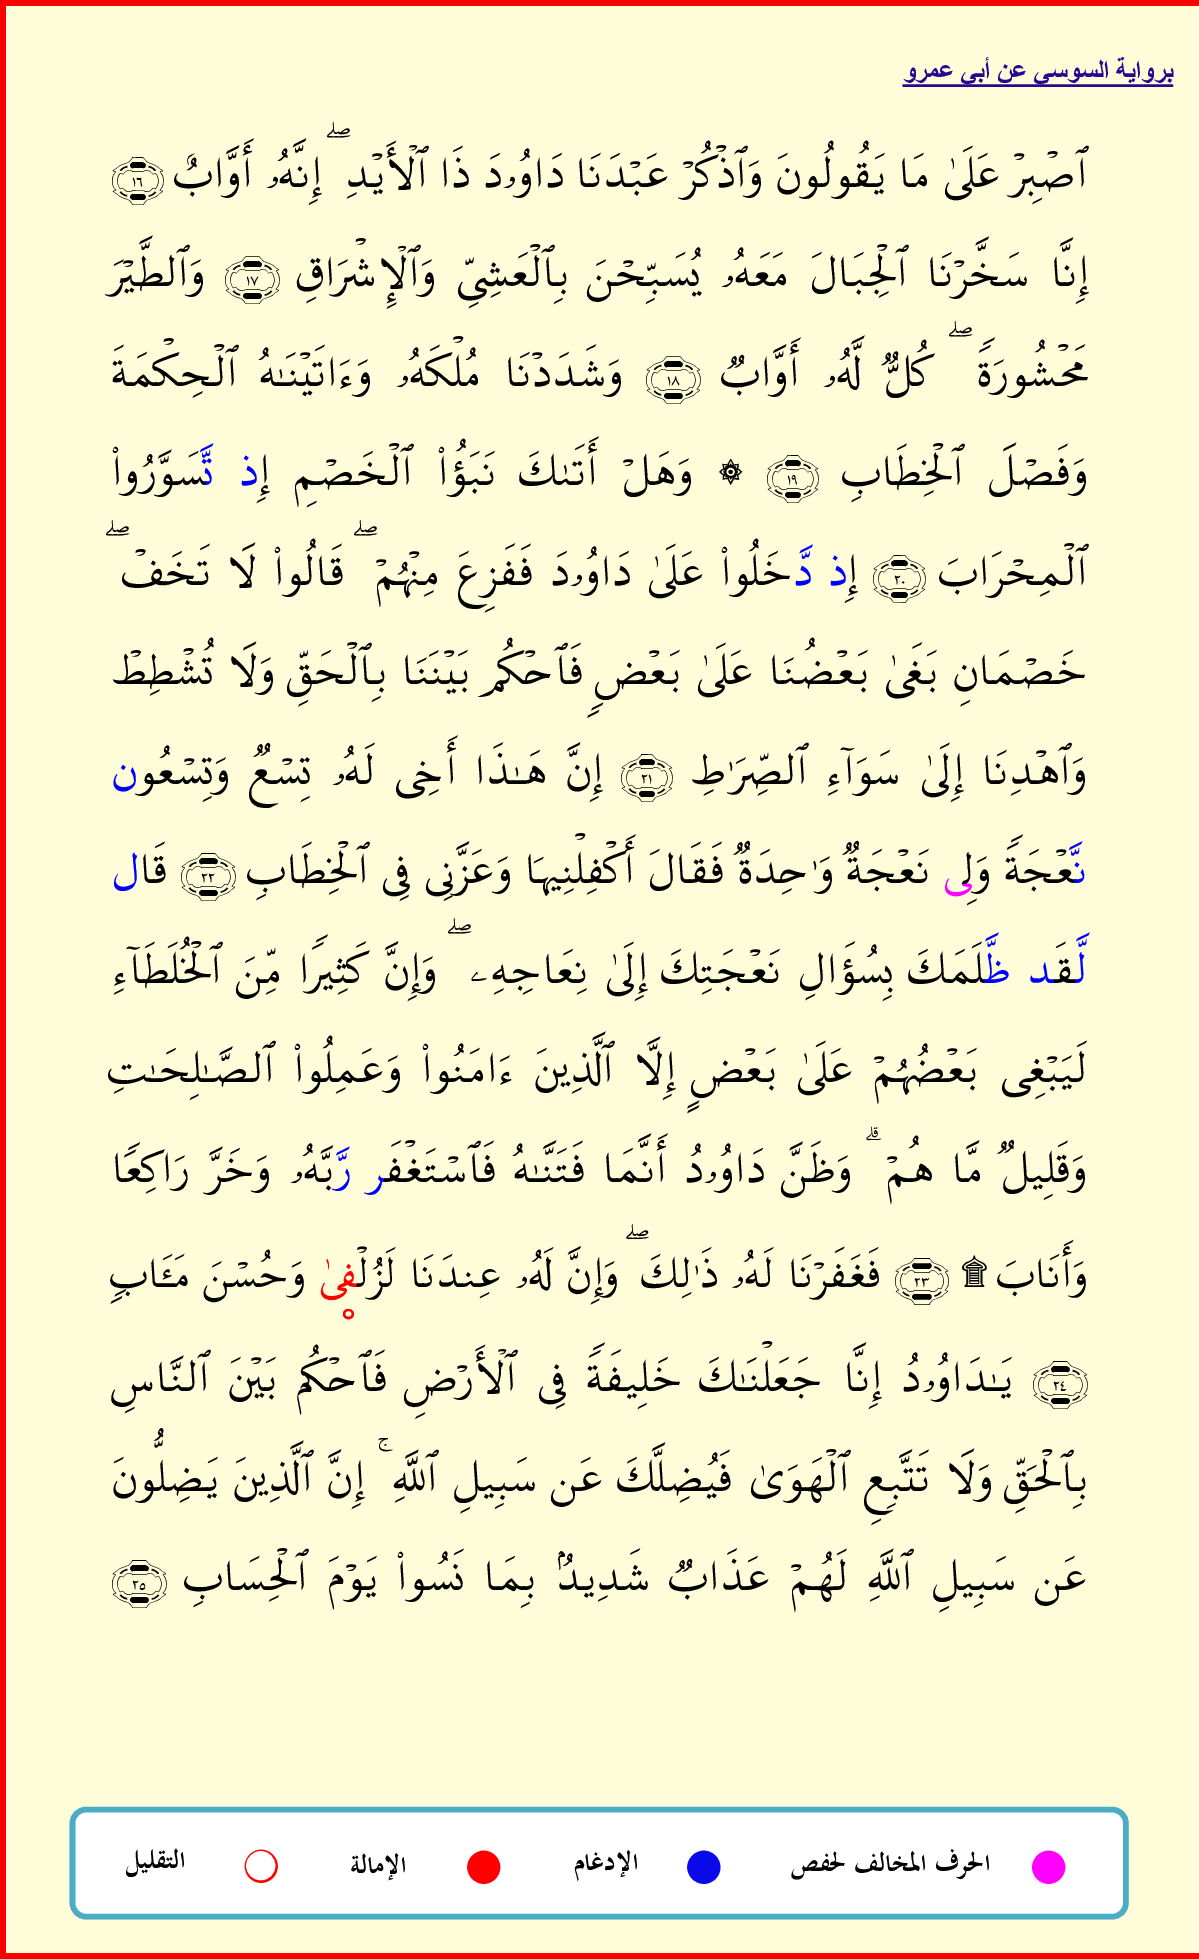 برواية السوسى عن أبى عمرو
ٱصۡبِرۡ عَلَىٰ مَا يَقُولُونَ وَٱذۡكُرۡ عَبۡدَنَا دَاوُۥدَ ذَا ٱلۡأَيۡدِۖ إِنَّهُۥ أَوَّابٌ ١٦
إِنَّا سَخَّرۡنَا ٱلۡجِبَالَ مَعَهُۥ يُسَبِّحۡنَ بِٱلۡعَشِيِّ وَٱلۡإِشۡرَاقِ ١٧ وَٱلطَّيۡرَ
مَحۡشُورَةٗۖ كُلّٞ لَّهُۥ أَوَّابٞ ١٨ وَشَدَدۡنَا مُلۡكَهُۥ وَءَاتَيۡنَٰهُ ٱلۡحِكۡمَةَ
وَفَصۡلَ ٱلۡخِطَابِ ١٩ ۞ وَهَلۡ أَتَىٰكَ نَبَؤُاْ ٱلۡخَصۡمِ إِذ تَّسَوَّرُواْ
ٱلۡمِحۡرَابَ ٢٠ إِذ دَّخَلُواْ عَلَىٰ دَاوُۥدَ فَفَزِعَ مِنۡهُمۡۖ قَالُواْ لَا تَخَفۡۖ
خَصۡمَانِ بَغَىٰ بَعۡضُنَا عَلَىٰ بَعۡضٖ فَٱحۡكُم بَيۡنَنَا بِٱلۡحَقِّ وَلَا تُشۡطِطۡ
وَٱهۡدِنَا إِلَىٰ سَوَآءِ ٱلصِّرَٰطِ ٢١ إِنَّ هَٰذَا أَخِى لَهُۥ تِسۡعٞ وَتِسۡعُون
نَّعۡجَةٗ وَلِى نَعۡجَةٞ وَٰحِدَةٞ فَقَالَ أَكۡفِلۡنِيهَا وَعَزَّنِى فِى ٱلۡخِطَابِ ٢٢ قَال
لَّقَد ظَّلَمَكَ بِسُؤَالِ نَعۡجَتِكَ إِلَىٰ نِعَاجِهِۦۖ وَإِنَّ كَثِيرٗا مِّنَ ٱلۡخُلَطَآءِ
لَيَبۡغِى بَعۡضُهُمۡ عَلَىٰ بَعۡضٍ إِلَّا ٱلَّذِينَ ءَامَنُواْ وَعَمِلُواْ ٱلصَّٰلِحَٰتِ
وَقَلِيلٞ مَّا هُمۡۗ وَظَنَّ دَاوُۥدُ أَنَّمَا فَتَنَّٰهُ فَٱسۡتَغۡفَر رَّبَّهُۥ وَخَرَّ رَاكِعٗا
وَأَنَابَ ۩ ٢٣ فَغَفَرۡنَا لَهُۥ ذَٰلِكَۖ وَإِنَّ لَهُۥ عِندَنَا لَزُلۡفِىٰ وَحُسۡنَ مَـَٔابٖ
٢٤ يَٰدَاوُۥدُ إِنَّا جَعَلۡنَٰكَ خَلِيفَةٗ فِى ٱلۡأَرۡضِ فَٱحۡكُم بَيۡنَ ٱلنَّاسِ
بِٱلۡحَقِّ وَلَا تَتَّبِعِ ٱلۡهَوَىٰ فَيُضِلَّكَ عَن سَبِيلِ ٱللَّهِۚ إِنَّ ٱلَّذِينَ يَضِلُّونَ
عَن سَبِيلِ ٱللَّهِ لَهُمۡ عَذَابٞ شَدِيدُۢ بِمَا نَسُواْ يَوۡمَ ٱلۡحِسَابِ ٢٥
الحرف المخالف لحفص الإدغام الإمالة التقليل